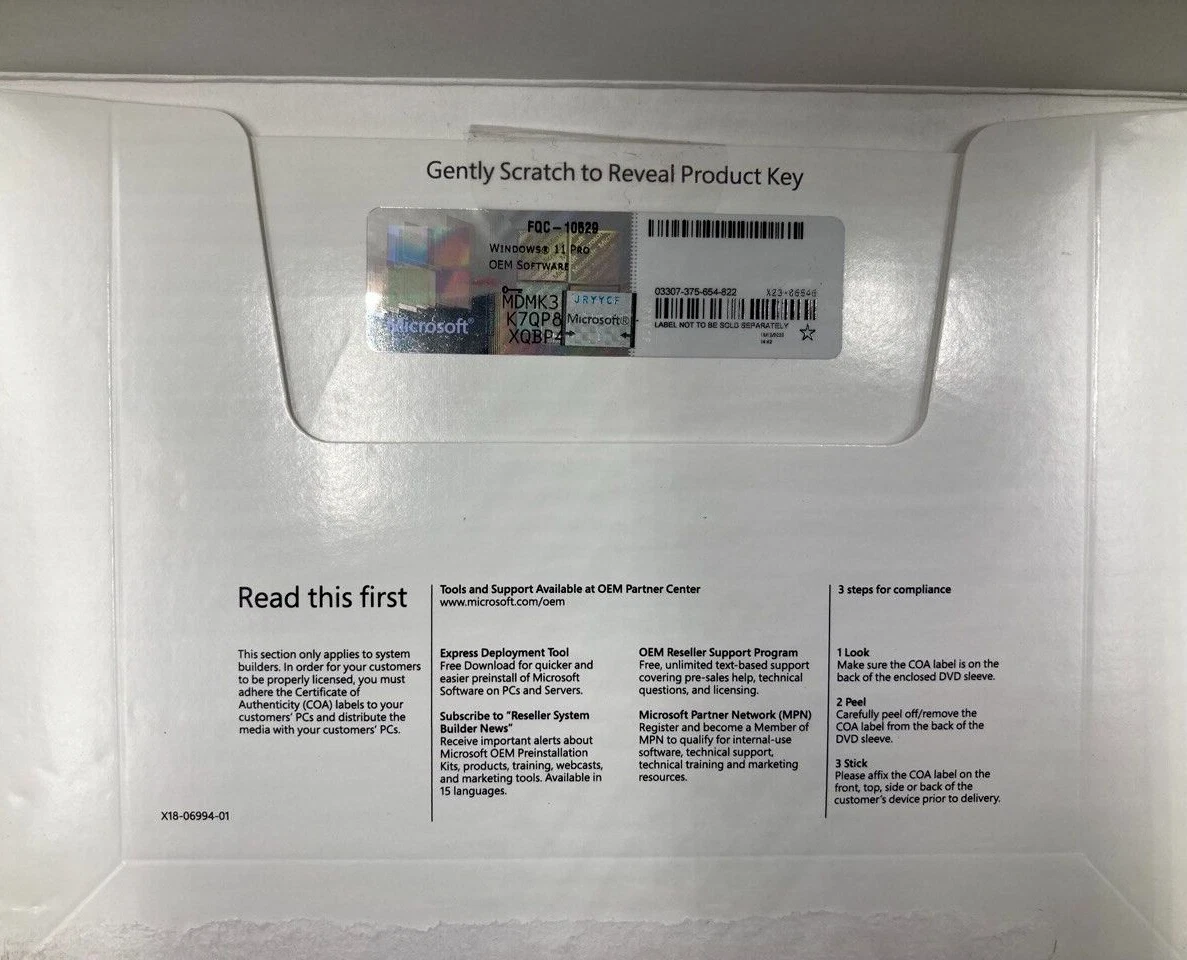 Gently Scratch to Reveal Product Key
FQC-10529
WINDOWS® 11 PRO
OEM SOFTWARE
MDMK3
JRYYCF
K7QP8
Microsoft®
XQBP4
Microsoft®
03307-375-654-822
LABEL NOT TO BE SOLD SEPARATELY
Read this first
This section only applies to system
builders. In order for your customers
to be properly licensed, you must
adhere the Certificate of
Authenticity (COA) labels to your
customers' PCs and distribute the
media with your customers' PCs.
X18-06994-01
Tools and Support Available at OEM Partner Center
www.microsoft.com/oem
Express Deployment Tool
Free Download for quicker and
easier preinstall of Microsoft
Software on PCs and Servers.
Subscribe to "Reseller System
Builder News"
Receive important alerts about
Microsoft OEM Preinstallation
Kits, products, training, webcasts,
and marketing tools. Available in
15 languages.
OEM Reseller Support Program
Free, unlimited text-based support
covering pre-sales help, technical
questions, and licensing.
Microsoft Partner Network (MPN)
Register and become a Member of
MPN to qualify for internal-use
software, technical support,
technical training and marketing
resources.
3 steps for compliance
1 Look
Make sure the COA label is on the
back of the enclosed DVD sleeve.
2 Peel
Carefully peel off/remove the
COA label from the back of the
DVD sleeve.
3 Stick
Please affix the COA label on the
front, top, side or back of the
customer's device prior to delivery.